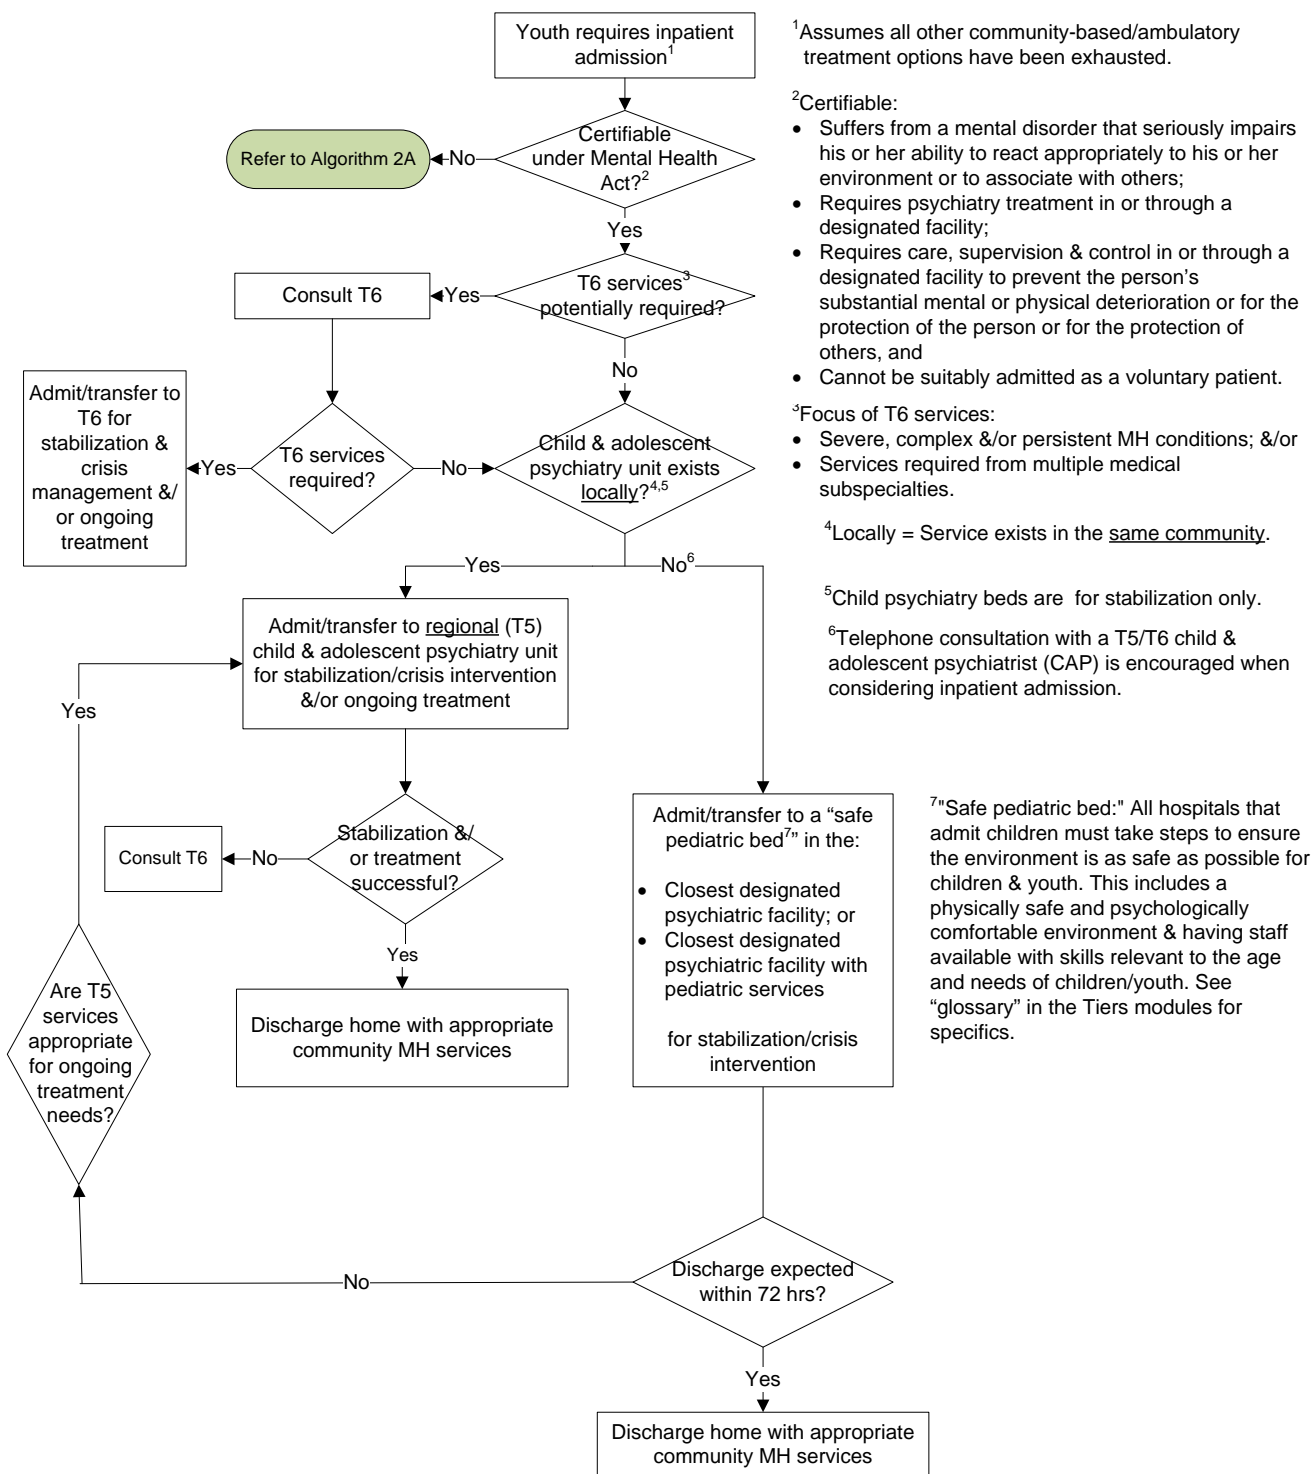 Youth requires inpatient
admission1
1Assumes all other community-based/ambulatory
treatment options have been exhausted.
Certifiable
under Mental Health
Act?2
No
Refer to Algorithm 2A
Yes
2Certifiable:
• Suffers from a mental disorder that seriously impairs
his or her ability to react appropriately to his or her
environment or to associate with others;
• Requires psychiatry treatment in or through a
designated facility;
• Requires care, supervision & control in or through a
designated facility to prevent the person's
substantial mental or physical deterioration or for the
protection of the person or for the protection of
others, and
• Cannot be suitably admitted as a voluntary patient.
T6 services3
potentially required?
Yes
Consult T6
No
3Focus of T6 services:
• Severe, complex &/or persistent MH conditions; &/or
• Services required from multiple medical
subspecialties.
Admit/transfer to
T6 for
stabilization &
crisis
management &/
or ongoing
treatment
Yes
T6 services
required?
No
Child & adolescent
psychiatry unit exists
locally?4,5
4Locally = Service exists in the same community.
5Child psychiatry beds are for stabilization only.
6Telephone consultation with a T5/T6 child &
adolescent psychiatrist (CAP) is encouraged when
considering inpatient admission.
Yes
No6
Admit/transfer to regional (T5)
child & adolescent psychiatry unit
for stabilization/crisis intervention
&/or ongoing treatment
Yes
Stabilization &/
or treatment
successful?
No
Consult T6
Yes
Discharge home with appropriate
community MH services
Admit/transfer to a “safe
pediatric bed7” in the:
• Closest designated
psychiatric facility; or
• Closest designated
psychiatric facility with
pediatric services
for stabilization/crisis
intervention
7"Safe pediatric bed:" All hospitals that
admit children must take steps to ensure
the environment is as safe as possible for
children & youth. This includes a
physically safe and psychologically
comfortable environment & having staff
available with skills relevant to the age
and needs of children/youth. See
“glossary” in the Tiers modules for
specifics.
Are T5
services
appropriate
for ongoing
treatment
needs?
No
Discharge expected
within 72 hrs?
Yes
Discharge home with appropriate
community MH services